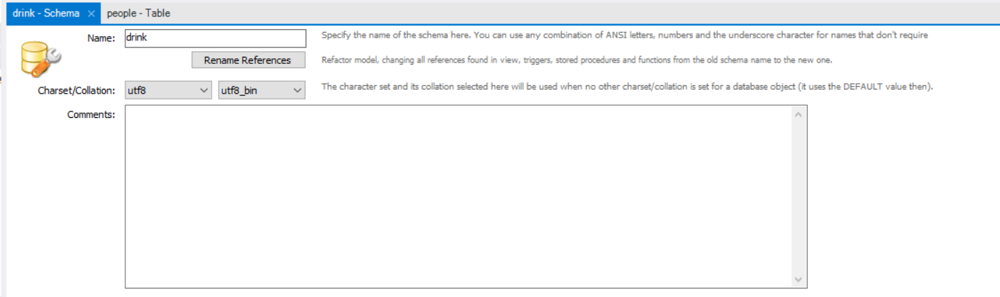 drink - Schema × people - Table
Name: drink Specify the name of the schema here. You can use any combination of ANSI letters, numbers and the underscore character for names that don't require
Rename References Refactor model, changing all references found in view, triggers, stored procedures and functions from the old schema name to the new one.
Charset/Collation: utf8 utf8_bin The character set and its collation selected here will be used when no other charset/collation is set for a database object (it uses the DEFAULT value then).
Comments: